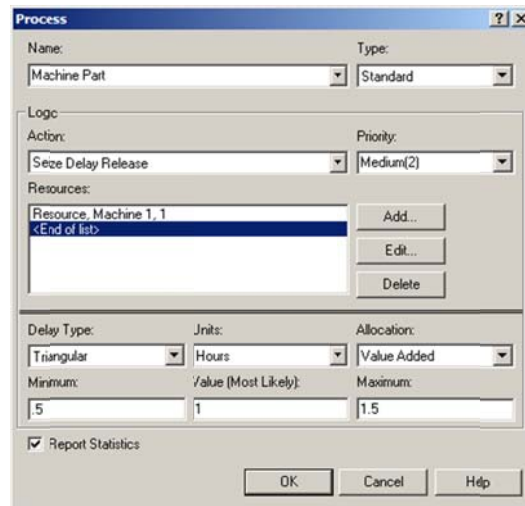 Process
Name: Type:
Machine Part Standard
Logc
Action: Priority:
Seize Delay Release Medium(2)
Resources:
Resource, Machine 1, 1
<End of list>
Add...
Edit...
Delete
Delay Type: Units: Allocation:
Triangular Hours Value Added
Minimum: Value (Most Likely): Maximum:
.5 1 1.5
Report Statistics
OK Cancel Help